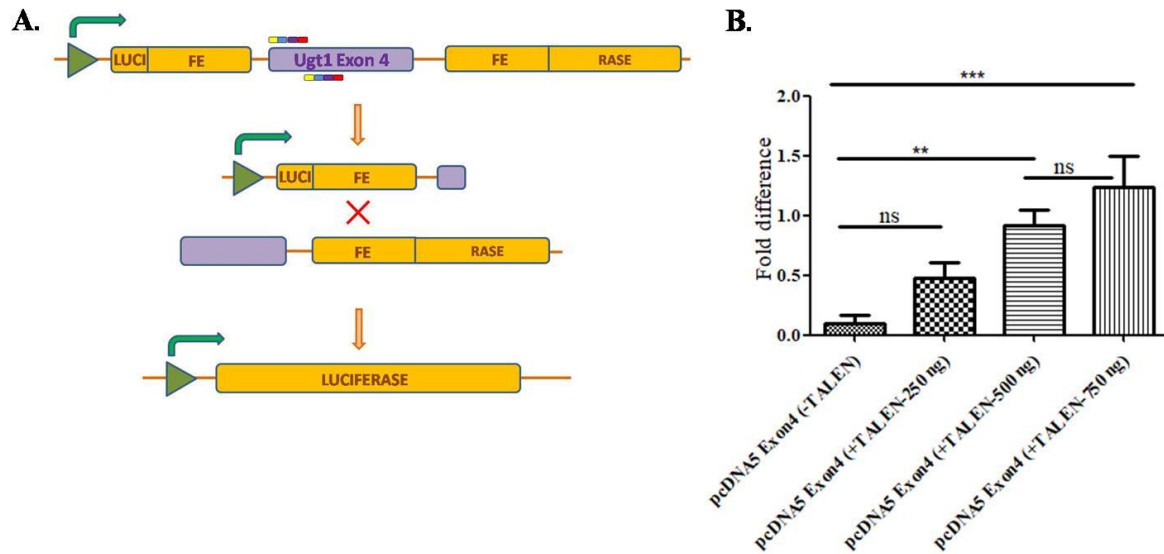 A.
LUCI FE Ugt1 Exon 4 FE RASE
LUCI FE
FE RASE
LUCIFERASE
B.
***
2.0
1.5
1.0
0.5
0.0
Fold difference
**
ns
ns
pcDNA5 Exon4 (-TALEN)
pcDNA5 Exon4 (+TALEN-250 ng)
pcDNA5 Exon4 (+TALEN-500 ng)
pcDNA5 Exon4 (+TALEN-750 ng)